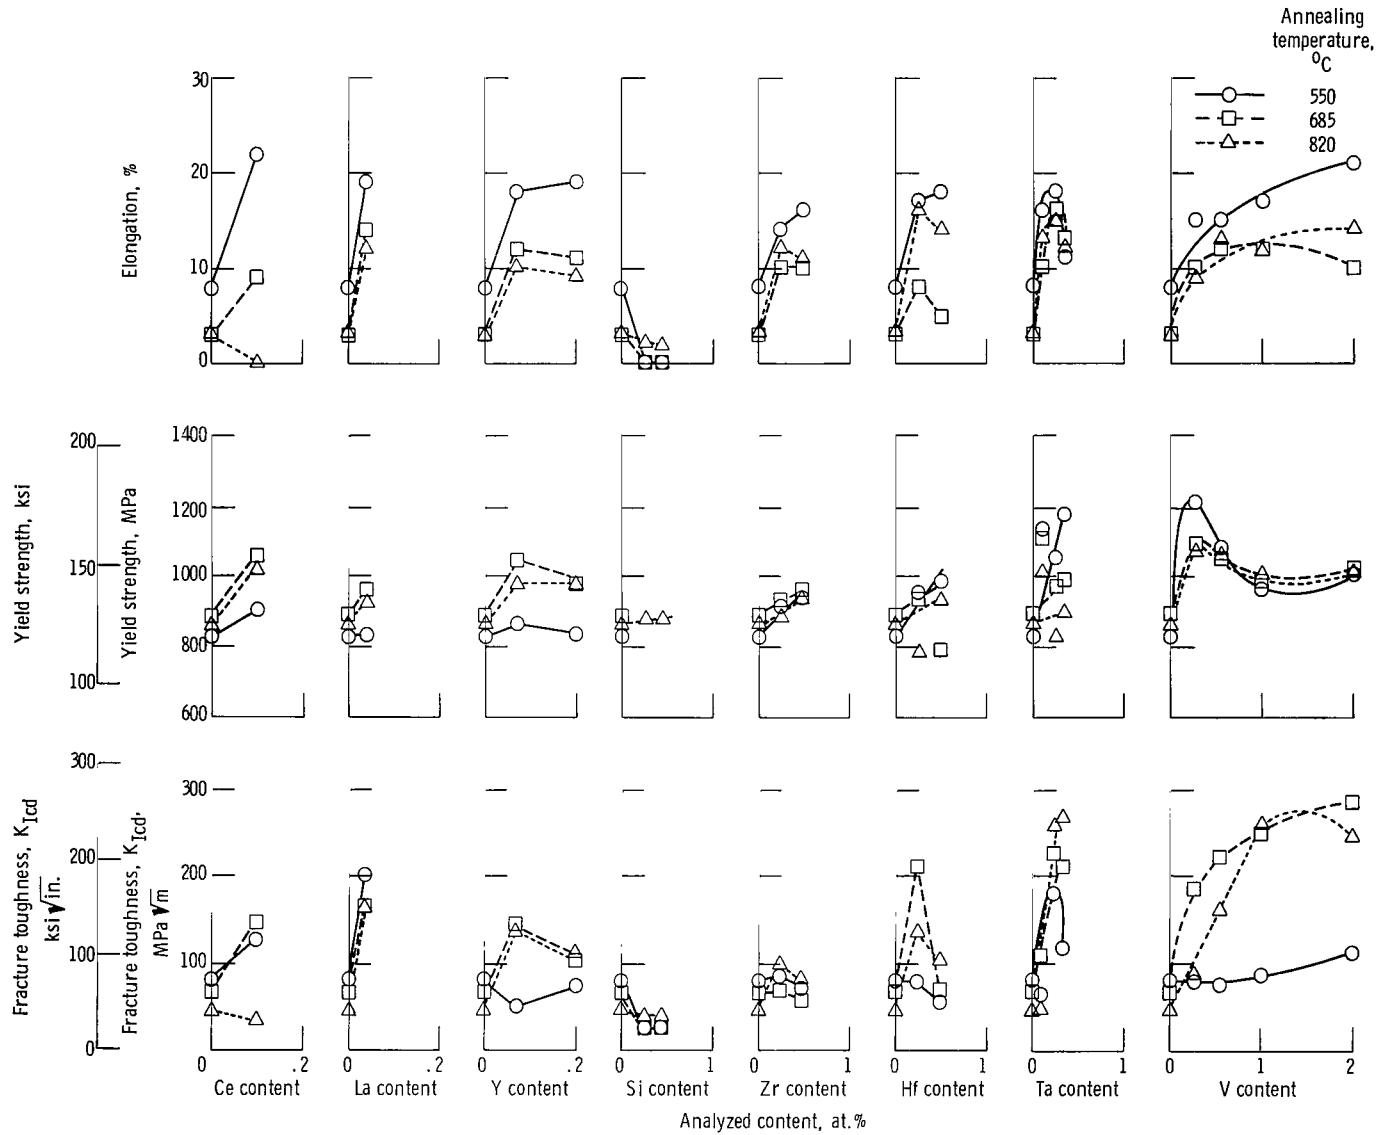 Annealing
temperature,
°C
550
685
820
Elongation, %
30
20
10
0
Yield strength, ksi
200
150
100
Yield strength, MPa
1400
1200
1000
800
600
Fracture toughness, K_Icd
ksi √in.
300
200
100
0
Fracture toughness, K_Icd,
MPa √m
300
200
100
0 .2 0 .2 0 .2 0 1 0 1 0 1 0 1 0 1 2
Ce content La content Y content Si content Zr content Hf content Ta content V content
Analyzed content, at.%